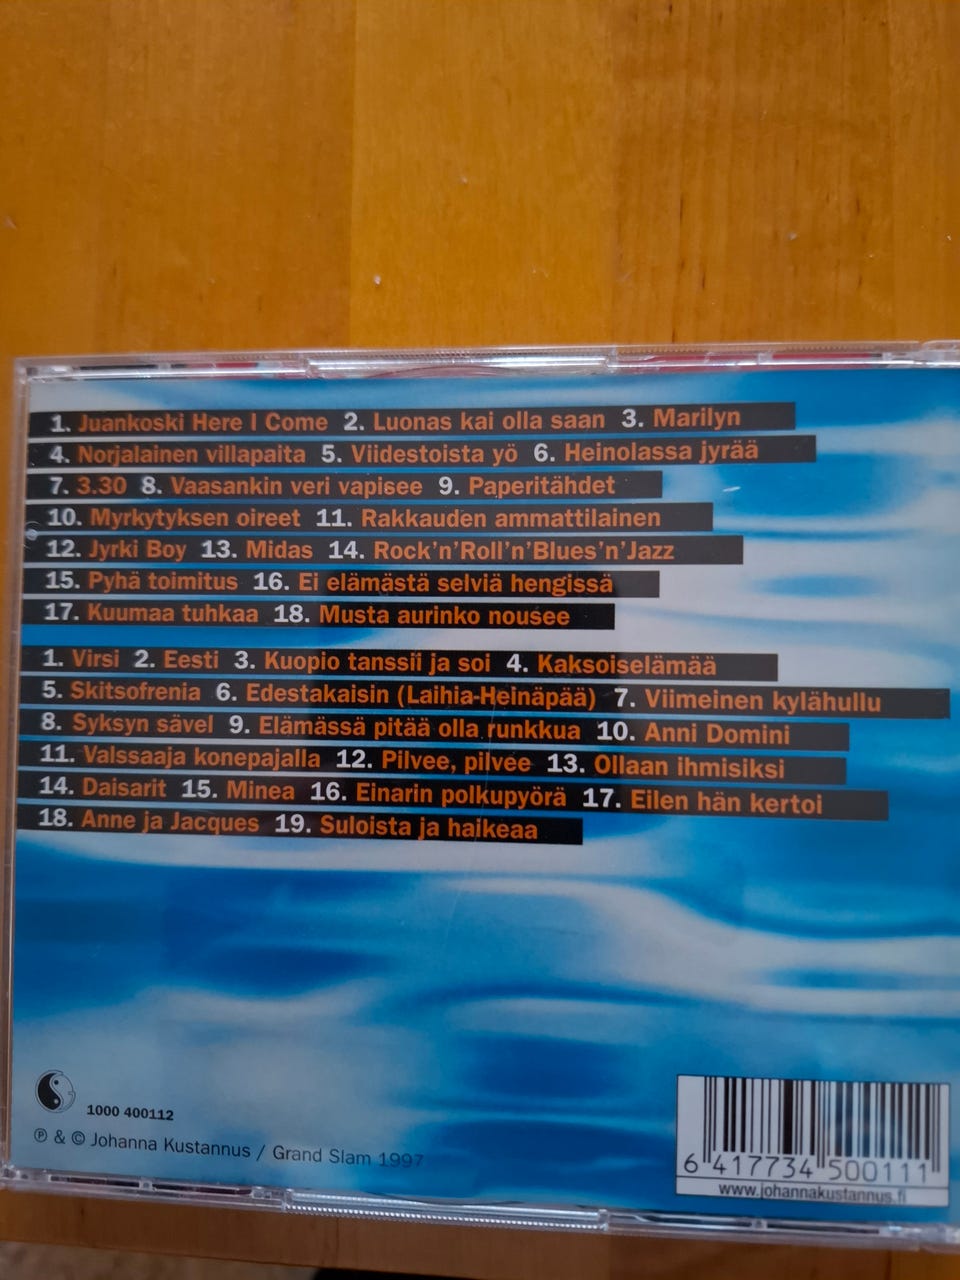 1. Juankoski Here I Come 2. Luonas kai olla saan 3. Marilyn
4. Norjalainen villapaita 5. Viidestoista yö 6. Heinolassa jyrää
7. 3.30 8. Vaasankin veri vapisee 9. Paperitähdet
10. Myrkytyksen oireet 11. Rakkauden ammattilainen
12. Jyrki Boy 13. Midas 14. Rock'n'Roll'n'Blues'n'Jazz
15. Pyhä toimitus 16. Ei elämästä selviä hengissä
17. Kuumaa tuhkaa 18. Musta aurinko nousee
1. Virsi 2. Eesti 3. Kuopio tanssii ja soi 4. Kaksoiselämää
5. Skitsofrenia 6. Edestakaisin (Laihia-Heinäpää) 7. Viimeinen kylähullu
8. Syksyn sävel 9. Elämässä pitää olla runkkua 10. Anni Domini
11. Valssaaja konepajalla 12. Pilvee, pilvee 13. Ollaan ihmisiksi
14. Daisarit 15. Minea 16. Einarin polkupyörä 17. Eilen hän kertoi
18. Anne ja Jacques 19. Suloista ja haikeaa
1000 400112
℗ & © Johanna Kustannus / Grand Slam 1997
6 417734 500111
www.johannakustannus.fi